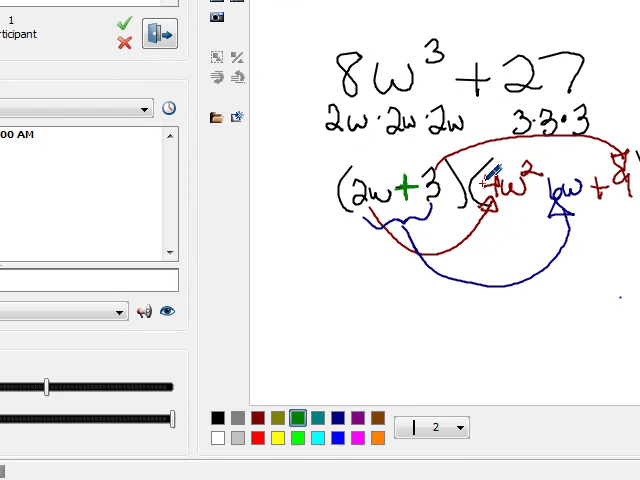 1
rticipant
:00 AM
8w³ + 27
2w · 2w · 2w 3 · 3 · 3
(2w + 3) (4w² 6w + 9
2